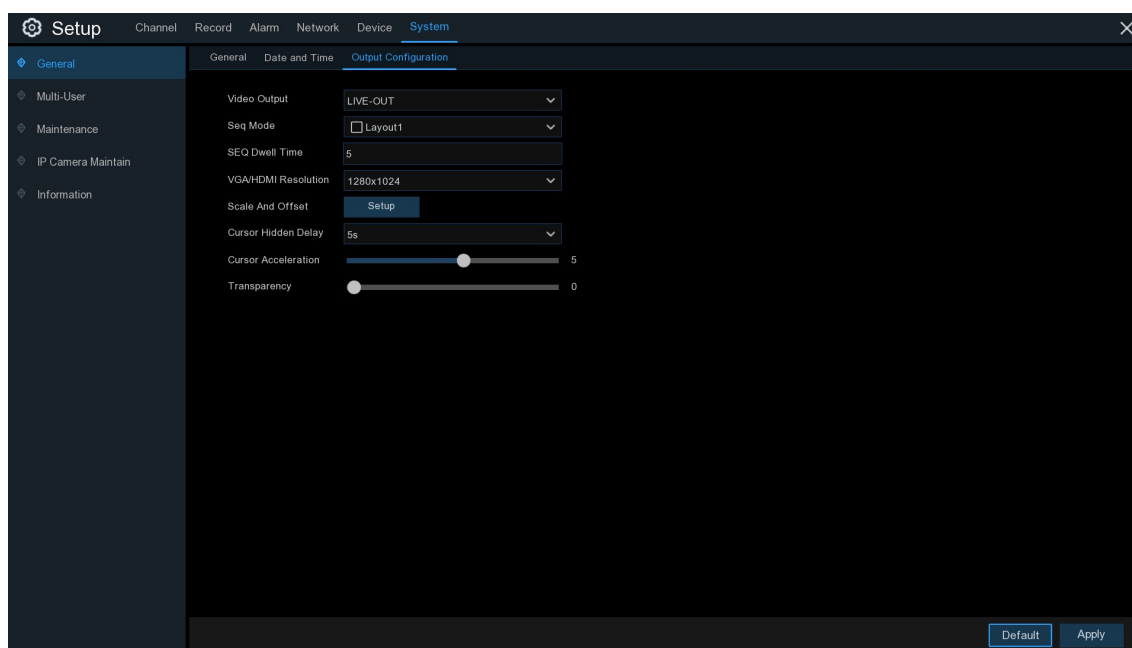 Setup Channel Record Alarm Network Device System
General Date and Time Output Configuration
General
Multi-User
Maintenance
IP Camera Maintain
Information
Video Output LIVE-OUT
Seq Mode Layout1
SEQ Dwell Time 5
VGA/HDMI Resolution 1280x1024
Scale And Offset Setup
Cursor Hidden Delay 5s
Cursor Acceleration 5
Transparency 0
Default Apply